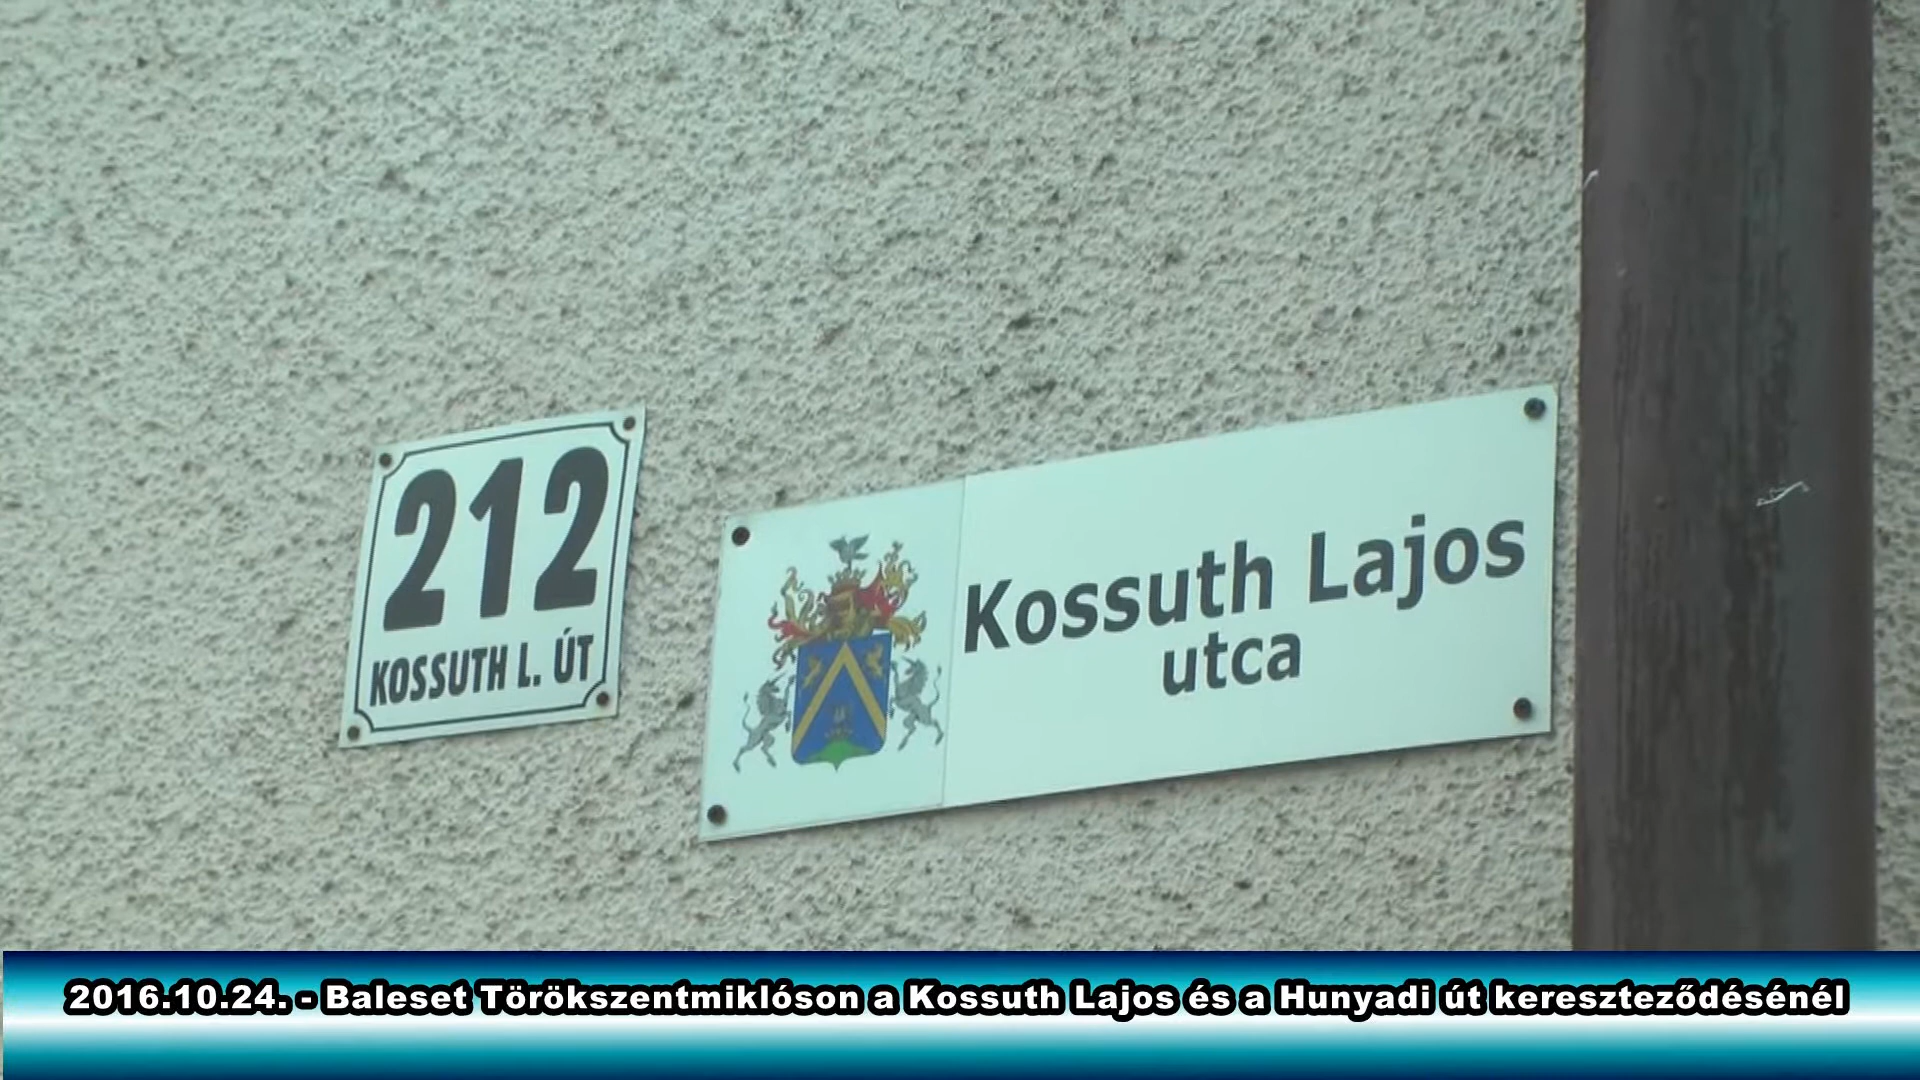 212
KOSSUTH L. ÚT
Kossuth Lajos
utca
2016.10.24. - Baleset Törökszentmiklóson a Kossuth Lajos és a Hunyadi út kereszteződésénél